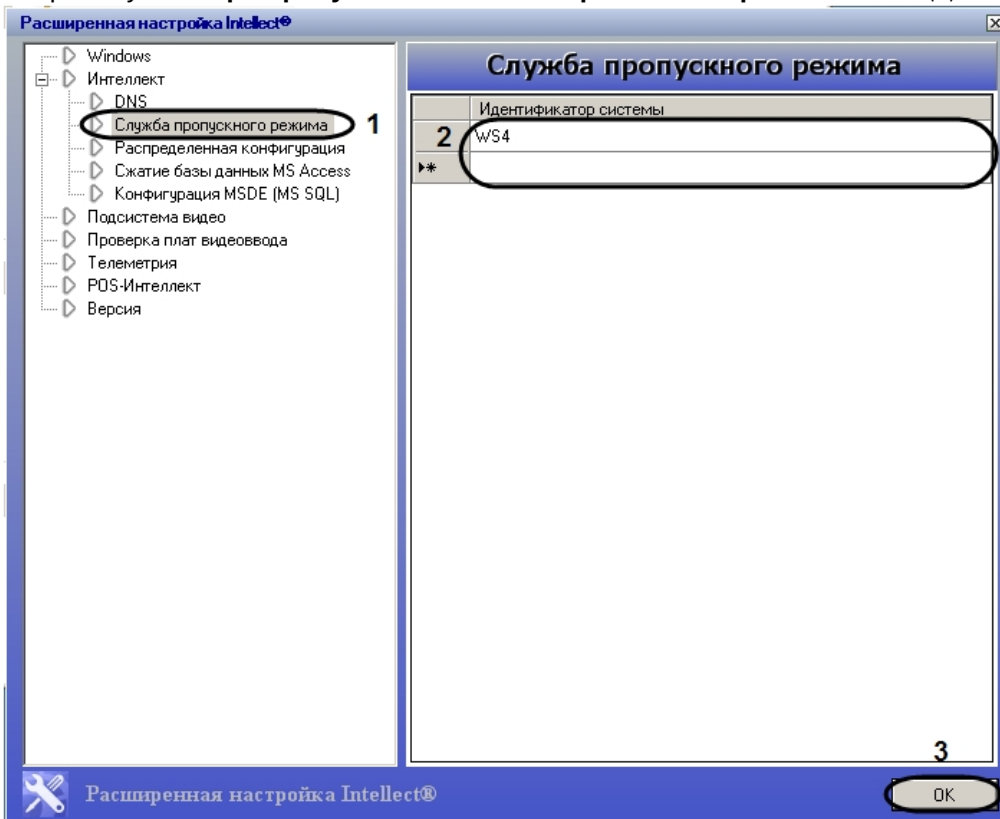 Расширенная настройка Intellect®
Windows
Интеллект
DNS
Служба пропускного режима 1
Распределенная конфигурация
Сжатие базы данных MS Access
Конфигурация MSDE (MS SQL)
Подсистема видео
Проверка плат видеоввода
Телеметрия
POS-Интеллект
Версия
Служба пропускного режима
Идентификатор системы
2 WS4
3
Расширенная настройка Intellect®
OK